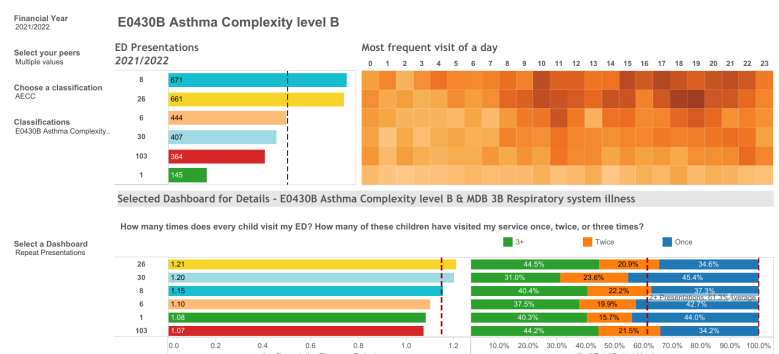 Financial Year
2021/2022
E0430B Asthma Complexity level B
Select your peers
Multiple values
Choose a classification
AECC
Classifications
E0430B Asthma Complexity..
ED Presentations
2021/2022
Most frequent visit of a day
0 1 2 3 4 5 6 7 8 9 10 11 12 13 14 15 16 17 18 19 20 21 22 23
8 671
26 661
6 444
30 407
103 364
1 145
Selected Dashboard for Details - E0430B Asthma Complexity level B & MDB 3B Respiratory system illness
How many times does every child visit my ED? How many of these children have visited my service once, twice, or three times?
Select a Dashboard
Repeat Presentations
3+ Twice Once
26 1.21 44.5% 20.9% 34.6%
30 1.20 31.0% 23.6% 45.4%
8 1.15 40.4% 22.2% 37.3%
2+ Presentations: 61.3% Average
6 1.10 37.5% 19.9% 42.7%
1 1.08 40.3% 15.7% 44.0%
103 1.07 44.2% 21.5% 34.2%
0.0 0.2 0.4 0.6 0.8 1.0 1.2
10.0% 20.0% 30.0% 40.0% 50.0% 60.0% 70.0% 80.0% 90.0% 100.0%